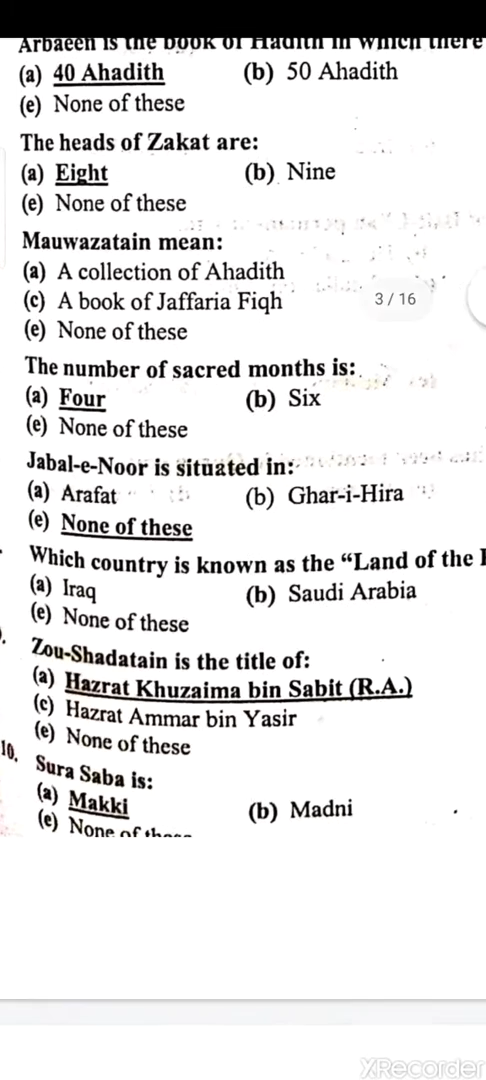 Arbaeen is the book of Hadith in which there
(a) 40 Ahadith (b) 50 Ahadith
(e) None of these
The heads of Zakat are:
(a) Eight (b) Nine
(e) None of these
Mauwazatain mean:
(a) A collection of Ahadith
(c) A book of Jaffaria Fiqh
3 / 16
(e) None of these
The number of sacred months is:
(a) Four (b) Six
(e) None of these
Jabal-e-Noor is situated in:
(a) Arafat (b) Ghar-i-Hira
(e) None of these
Which country is known as the “Land of the
(a) Iraq (b) Saudi Arabia
(e) None of these
Zou-Shadatain is the title of:
(a) Hazrat Khuzaima bin Sabit (R.A.)
(c) Hazrat Ammar bin Yasir
(e) None of these
10. Sura Saba is:
(a) Makki (b) Madni
(e) None of these
XRecorder